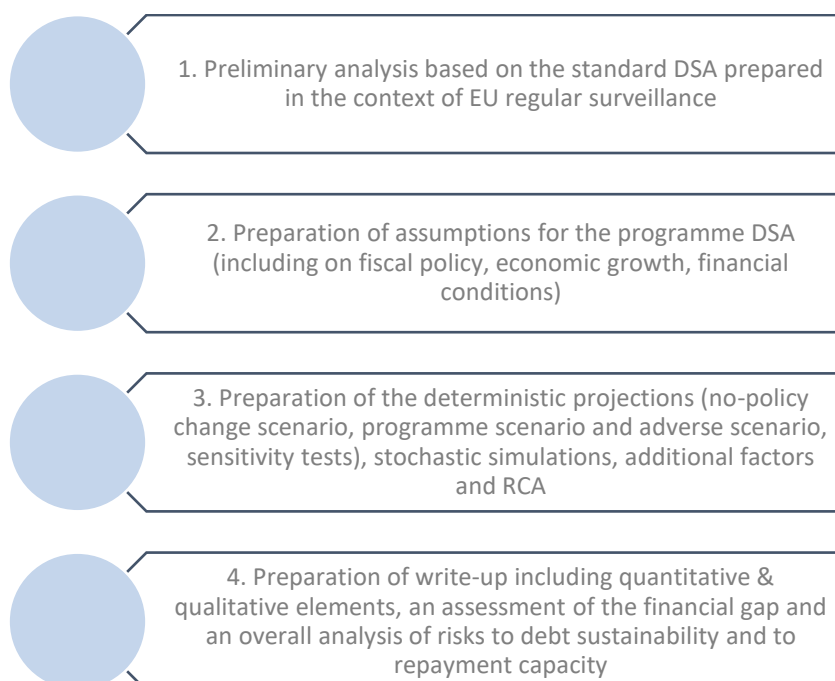 1. Preliminary analysis based on the standard DSA prepared
in the context of EU regular surveillance
2. Preparation of assumptions for the programme DSA
(including on fiscal policy, economic growth, financial
conditions)
3. Preparation of the deterministic projections (no-policy
change scenario, programme scenario and adverse scenario,
sensitivity tests), stochastic simulations, additional factors
and RCA
4. Preparation of write-up including quantitative &
qualitative elements, an assessment of the financial gap and
an overall analysis of risks to debt sustainability and to
repayment capacity